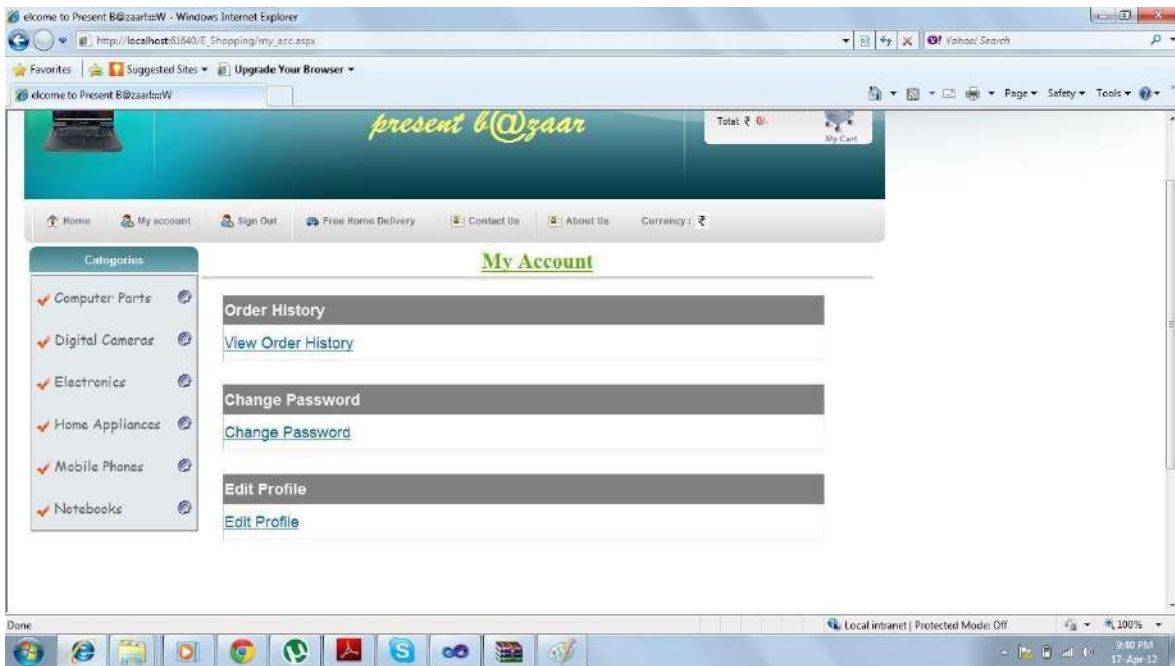 elcome to Present B@zaar!::::W - Windows Internet Explorer
http://localhost:61640/E_Shopping/my_acc.aspx
Yahoo! Search
Favorites Suggested Sites Upgrade Your Browser
elcome to Present B@zaar!::::W
Page Safety Tools
present b@zaar
Total: ₹ 0/-
My Cart
Home My account Sign Out Free Home Delivery Contact Us About Us Currency : ₹
Categories
My Account
Computer Parts
Digital Cameras
Electronics
Home Appliances
Mobile Phones
Notebooks
Order History
View Order History
Change Password
Change Password
Edit Profile
Edit Profile
Done
Local intranet | Protected Mode: Off
100%
9:40 PM
17-Apr-12